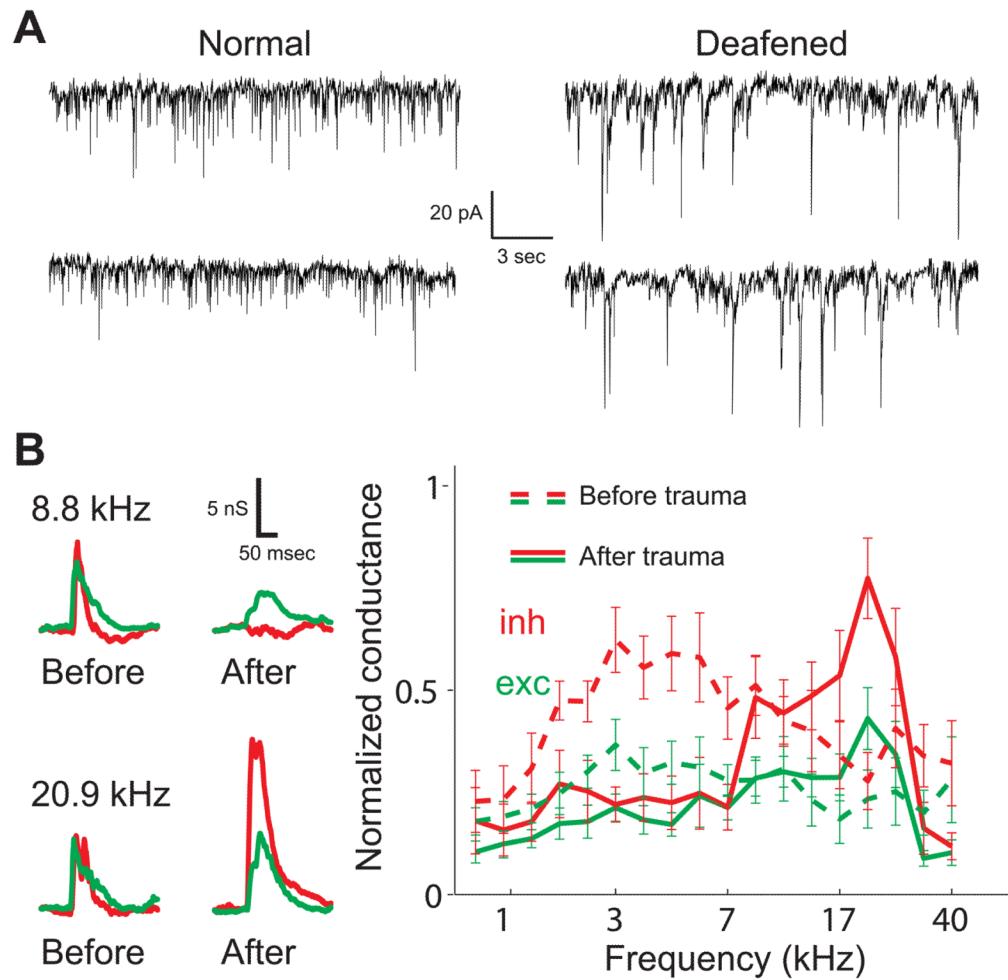 A
Normal
Deafened
20 pA
3 sec
B
8.8 kHz
5 nS
50 msec
Before
After
20.9 kHz
Before
After
Normalized conductance
1
0.5
0
Before trauma
After trauma
inh
exc
1 3 7 17 40
Frequency (kHz)